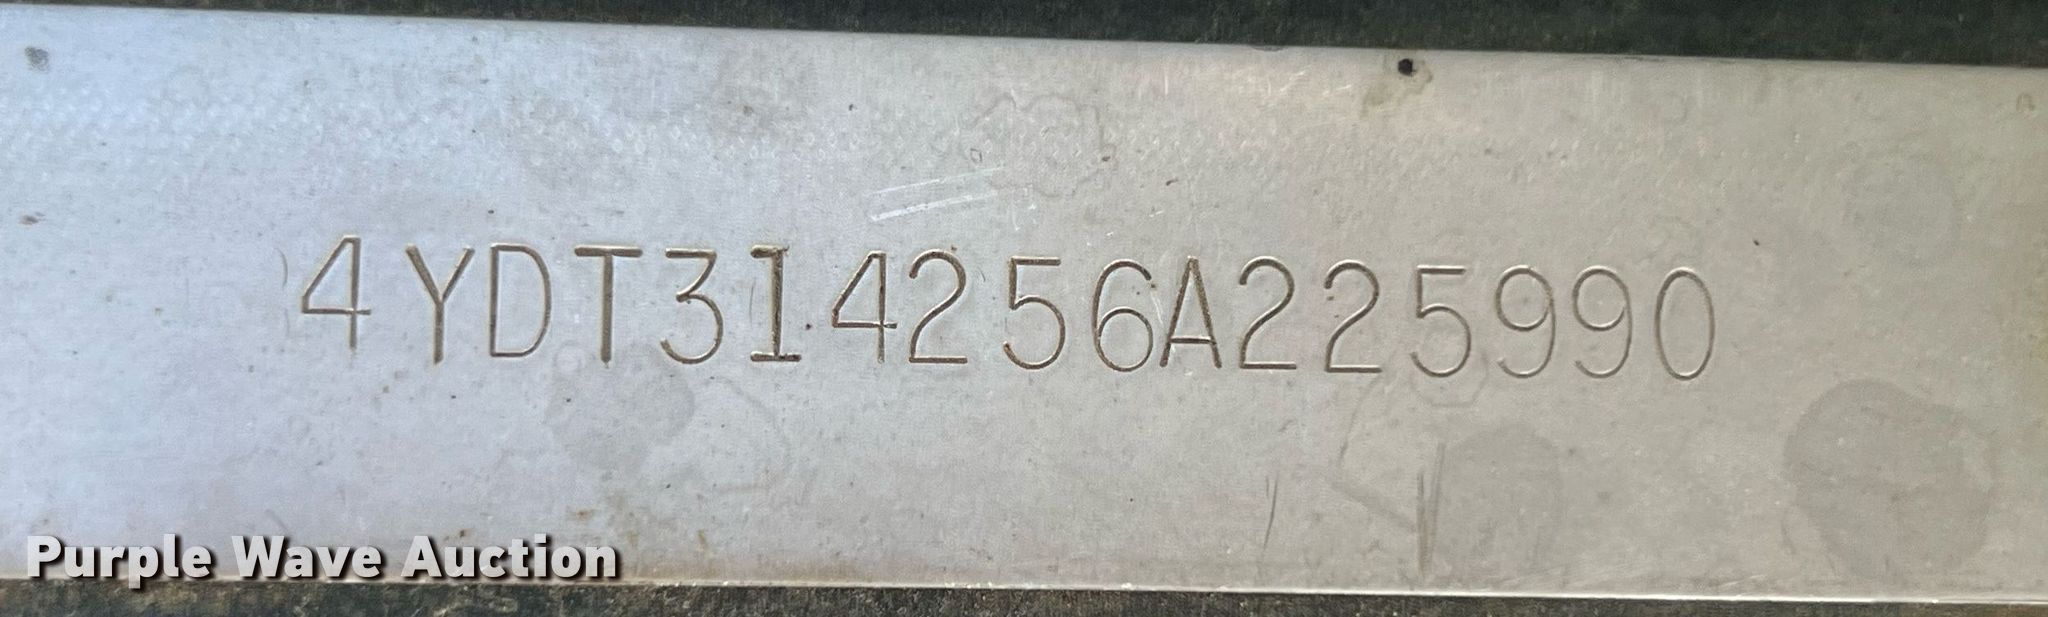 4YDT314256A225990
Purple Wave Auction